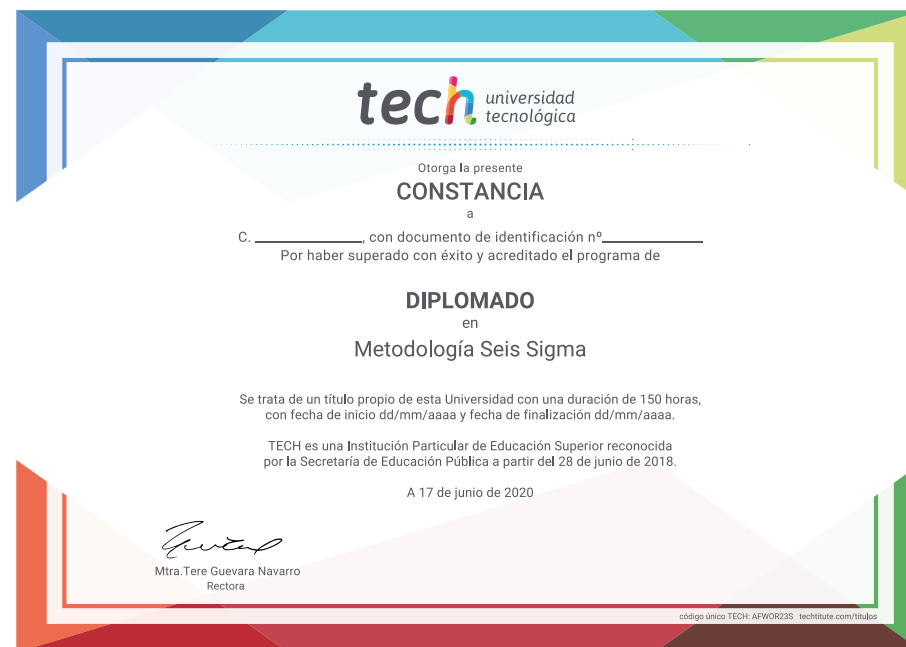 tech universidad
tecnológica
Otorga la presente
CONSTANCIA
a
C. ____________, con documento de identificación nº____________
Por haber superado con éxito y acreditado el programa de
DIPLOMADO
en
Metodología Seis Sigma
Se trata de un título propio de esta Universidad con una duración de 150 horas,
con fecha de inicio dd/mm/aaaa y fecha de finalización dd/mm/aaaa.
TECH es una Institución Particular de Educación Superior reconocida
por la Secretaría de Educación Pública a partir del 28 de junio de 2018.
A 17 de junio de 2020
Mtra.Tere Guevara Navarro
Rectora
código único TECH: AFWOR23S techtitute.com/titulos